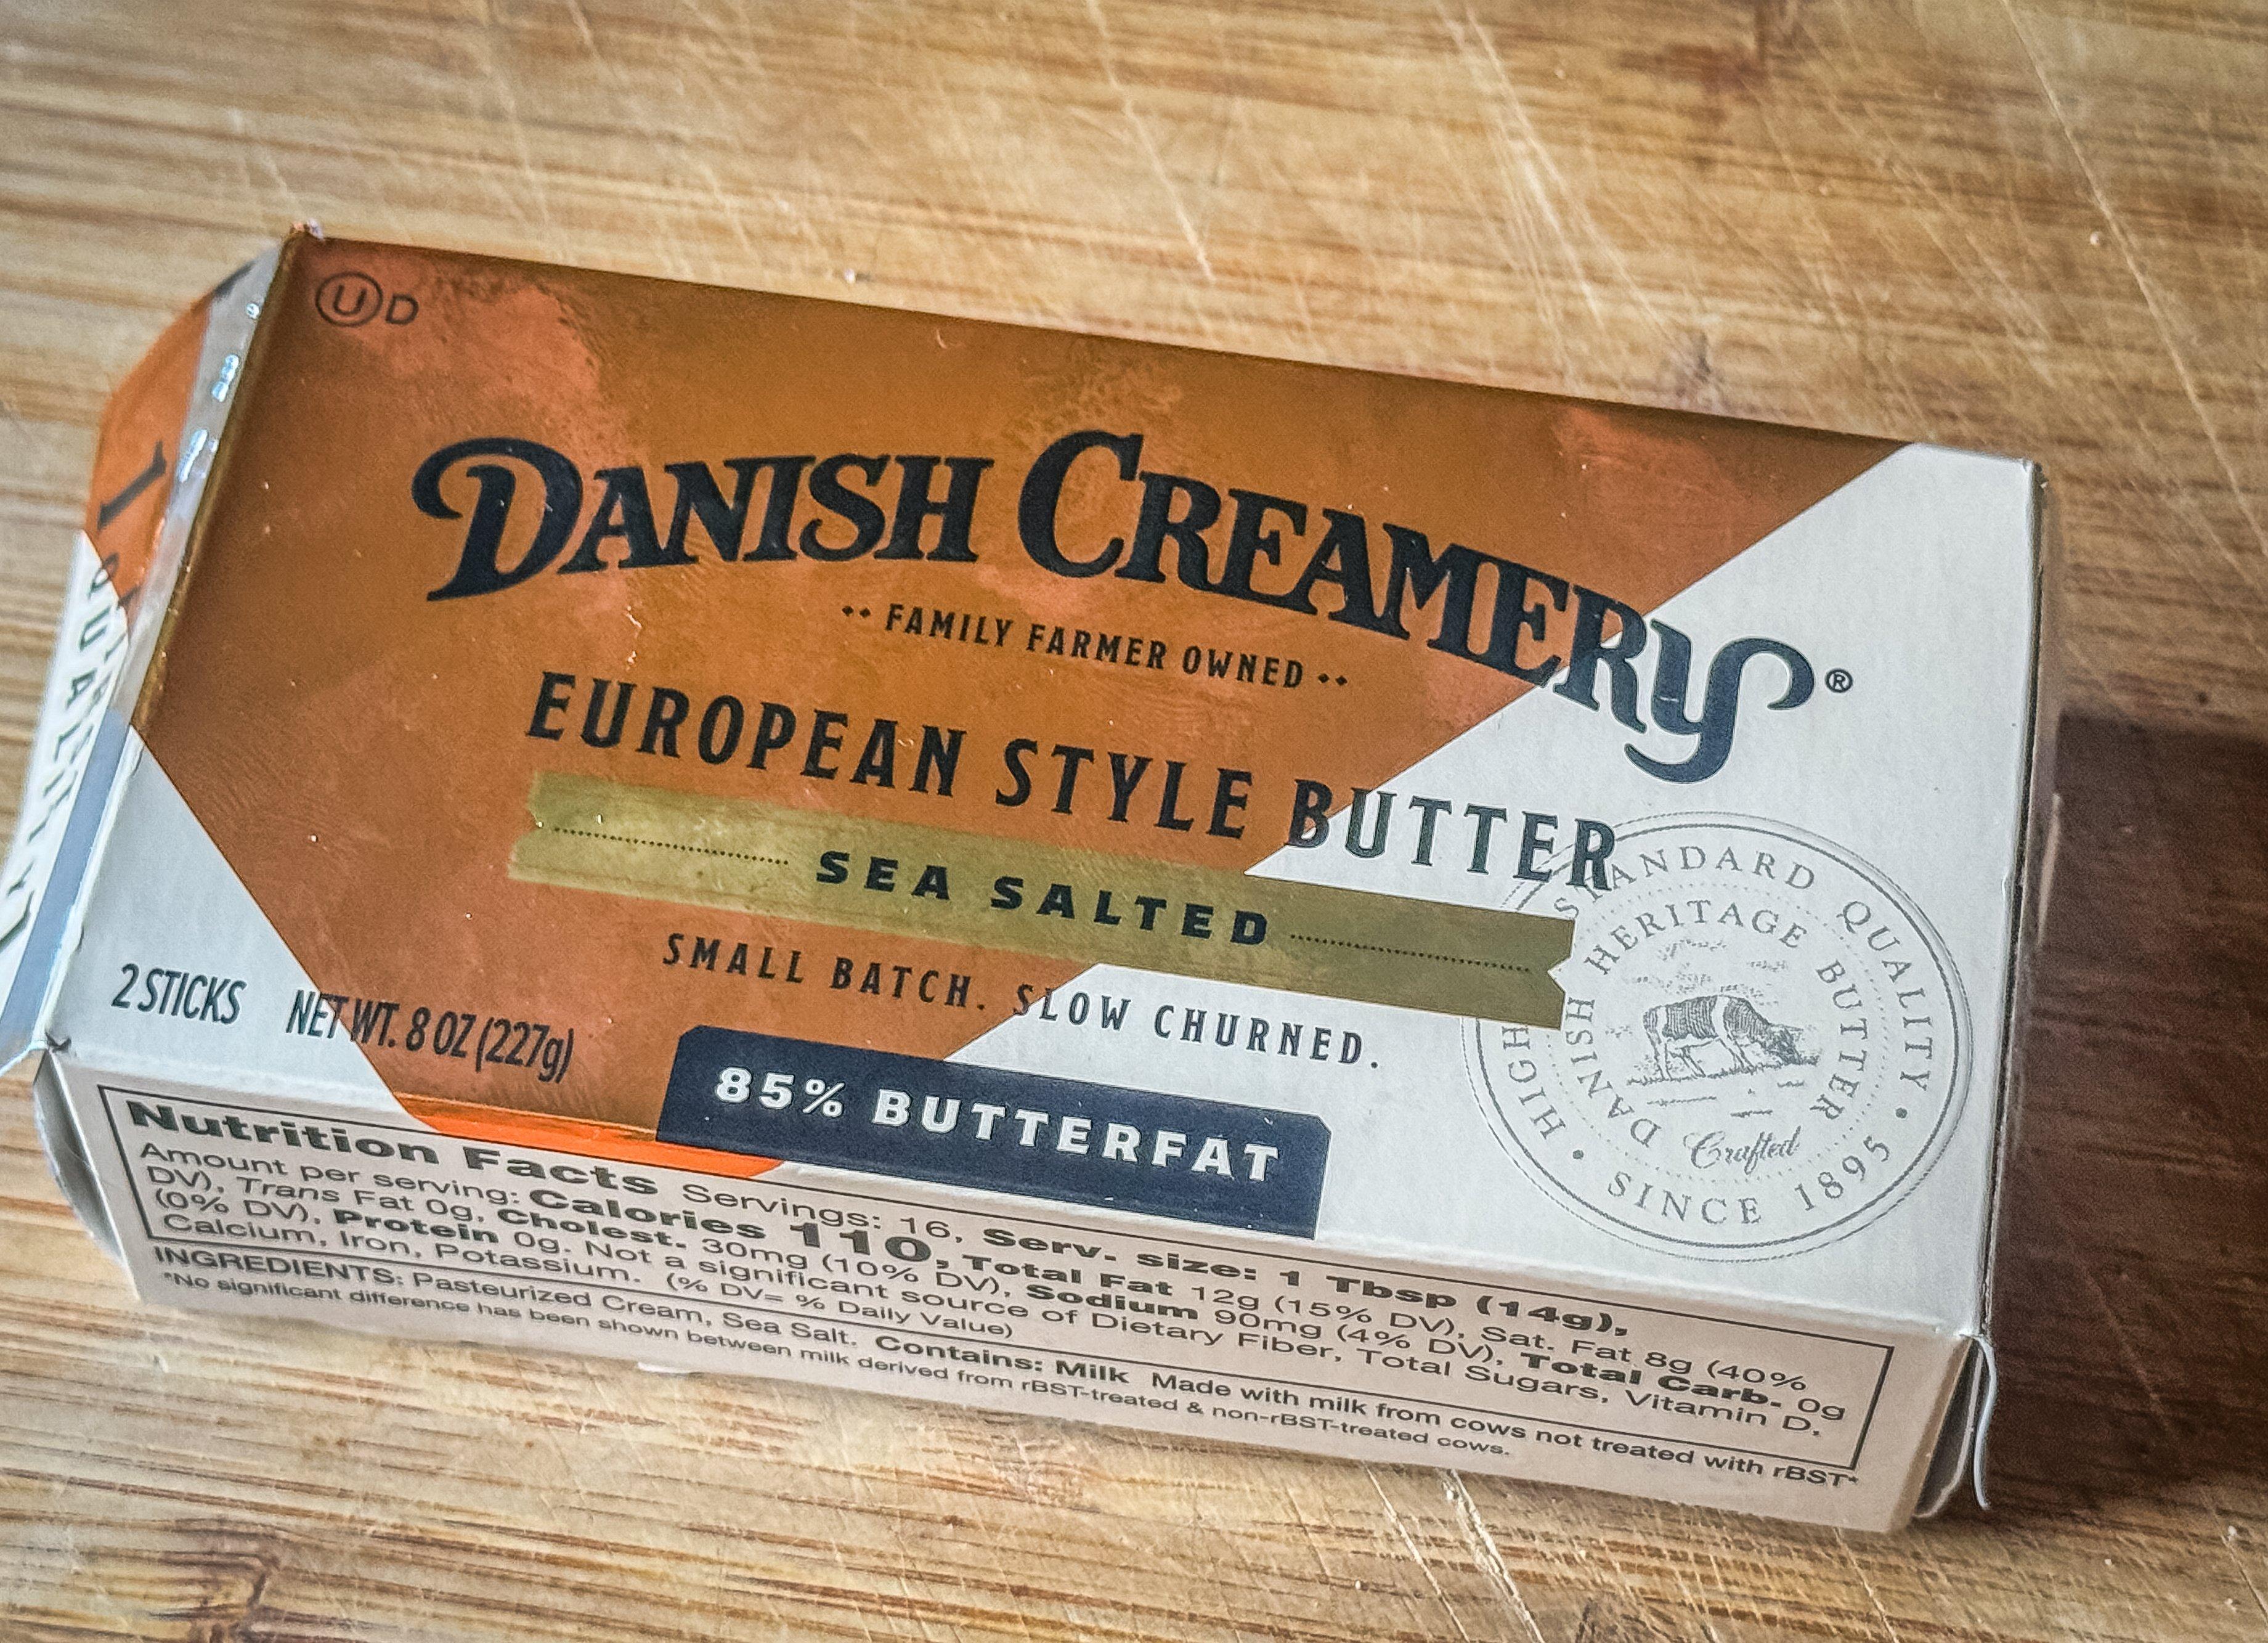 UD
DANISH CREAMERY®
•• FAMILY FARMER OWNED ••
EUROPEAN STYLE BUTTER
SEA SALTED
SMALL BATCH. SLOW CHURNED.
2 STICKS NET WT. 8 OZ (227g)
85% BUTTERFAT
HIGH STANDARD QUALITY • SINCE 1895 •
DANISH HERITAGE BUTTER
Crafted
Nutrition Facts Servings: 16, Serv. size: 1 Tbsp (14g),
Amount per serving: Calories 110, Total Fat 12g (15% DV), Sat. Fat 8g (40%
DV), Trans Fat 0g, Cholest. 30mg (10% DV), Sodium 90mg (4% DV), Total Carb. 0g
(0% DV), Protein 0g. Not a significant source of Dietary Fiber, Total Sugars, Vitamin D,
Calcium, Iron, Potassium. (% DV= % Daily Value)
INGREDIENTS: Pasteurized Cream, Sea Salt. Contains: Milk Made with milk from cows not treated with rBST*
*No significant difference has been shown between milk derived from rBST-treated & non-rBST-treated cows.
QUALITY